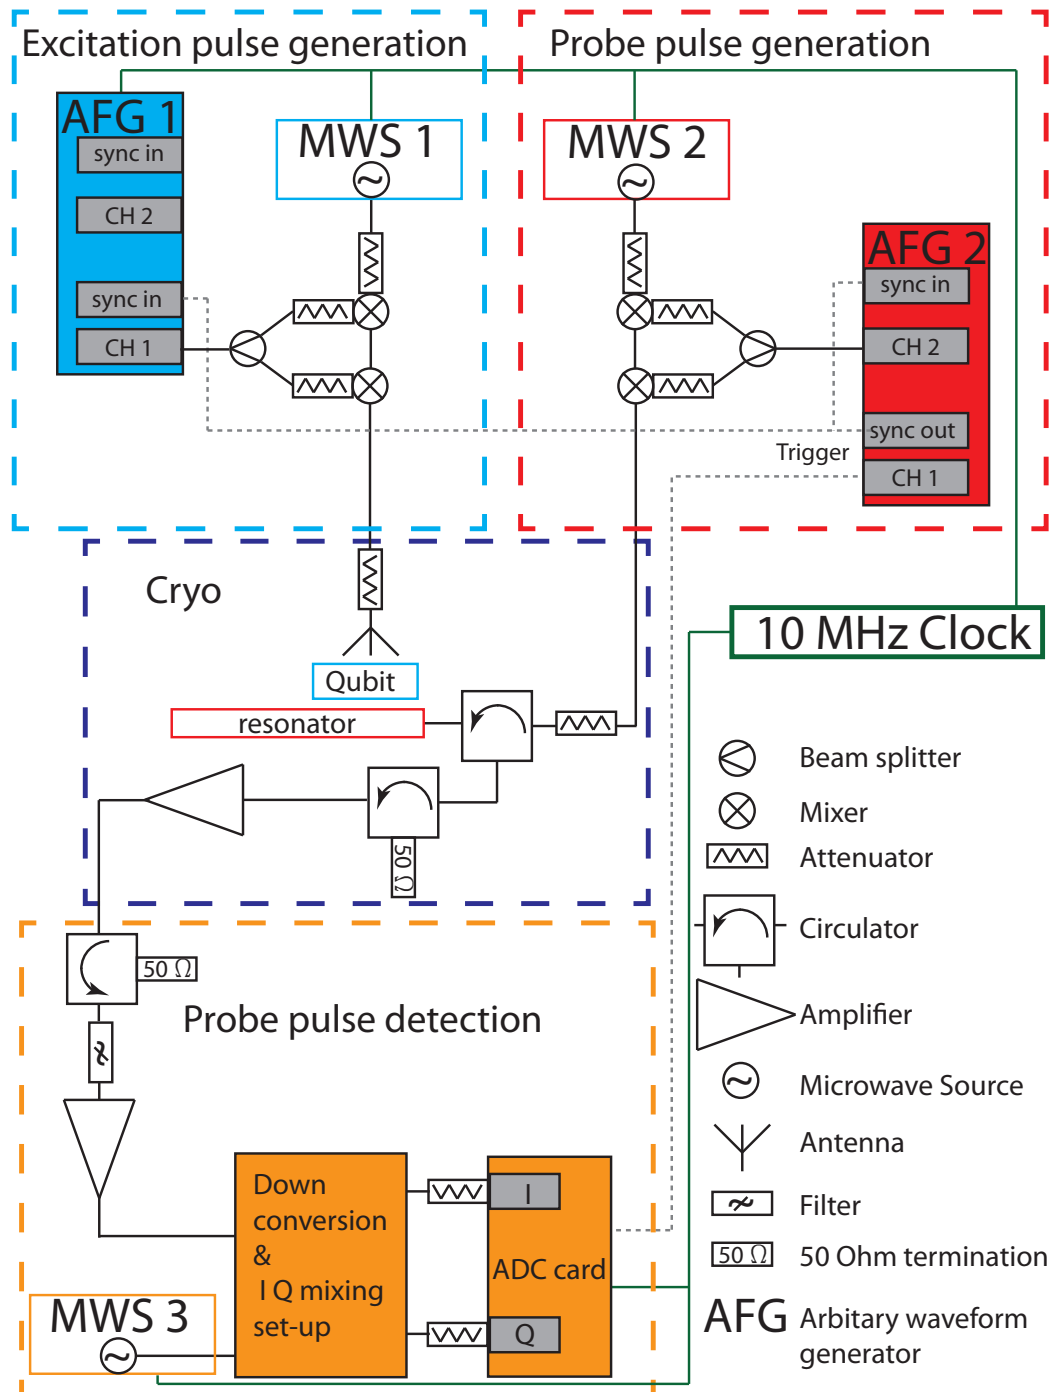 Excitation pulse generation
Probe pulse generation
AFG 1
sync in
CH 2
sync in
CH 1
MWS 1
MWS 2
AFG 2
sync in
CH 2
sync out
Trigger
CH 1
Cryo
Qubit
resonator
50 Ω
10 MHz Clock
Beam splitter
Mixer
Attenuator
Circulator
Amplifier
Microwave Source
Antenna
Filter
50 Ω
50 Ohm termination
AFG
Arbitary waveform
generator
50 Ω
Probe pulse detection
Down
conversion
&
I Q mixing
set-up
I
ADC card
Q
MWS 3